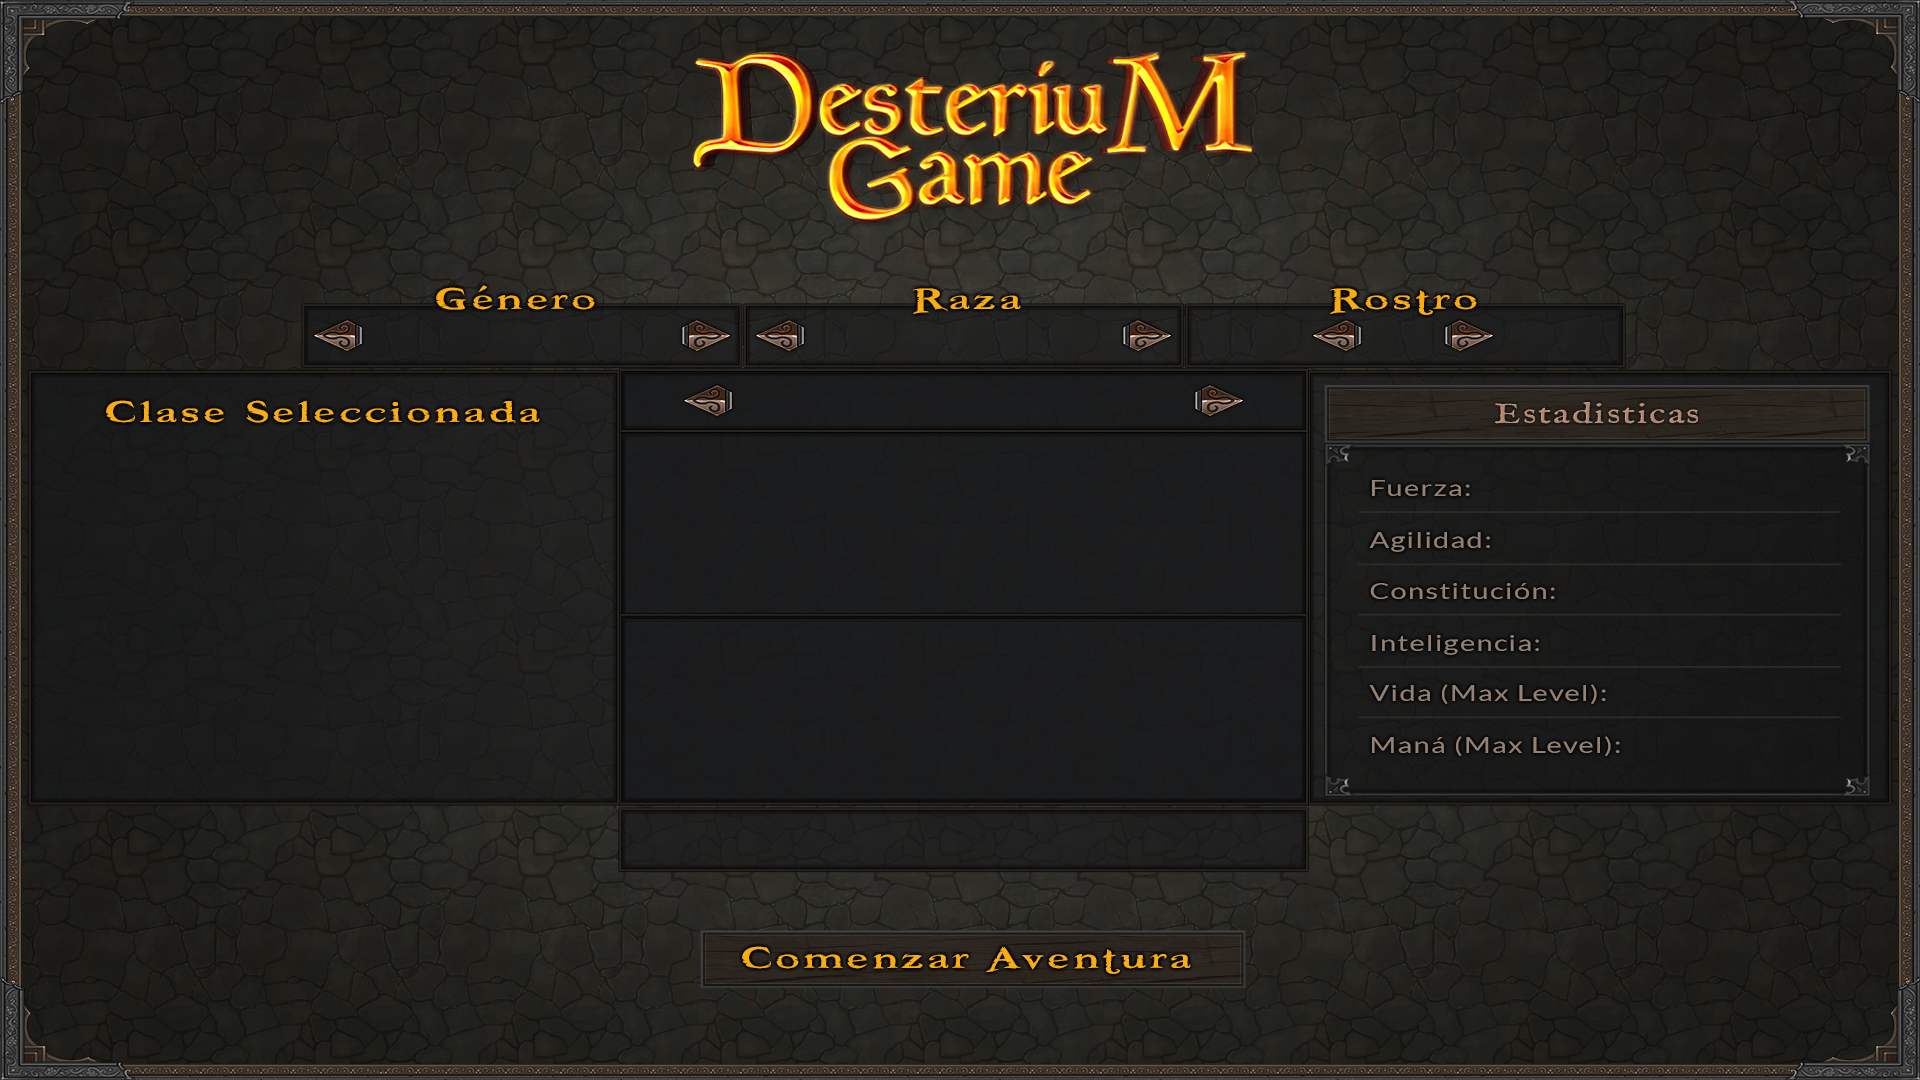 DesteriuM
Game
Género
Raza
Rostro
Clase Seleccionada
Estadisticas
Fuerza:
Agilidad:
Constitución:
Inteligencia:
Vida (Max Level):
Maná (Max Level):
Comenzar Aventura